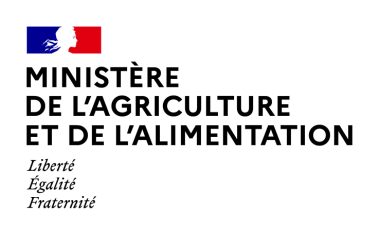 MINISTÈRE
DE L'AGRICULTURE
ET DE L'ALIMENTATION
Liberté
Égalité
Fraternité